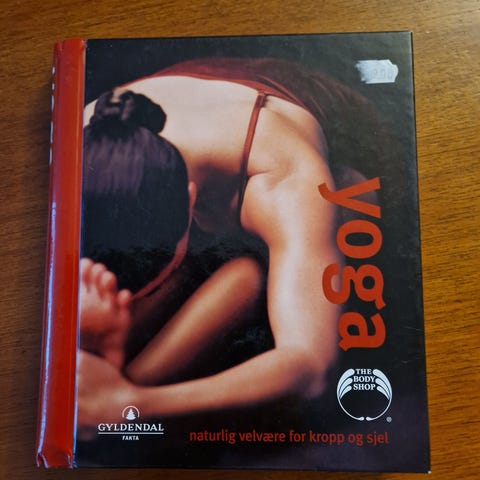 yoga
THE
BODY
SHOP
®
GYLDENDAL
FAKTA
naturlig velvære for kropp og sjel